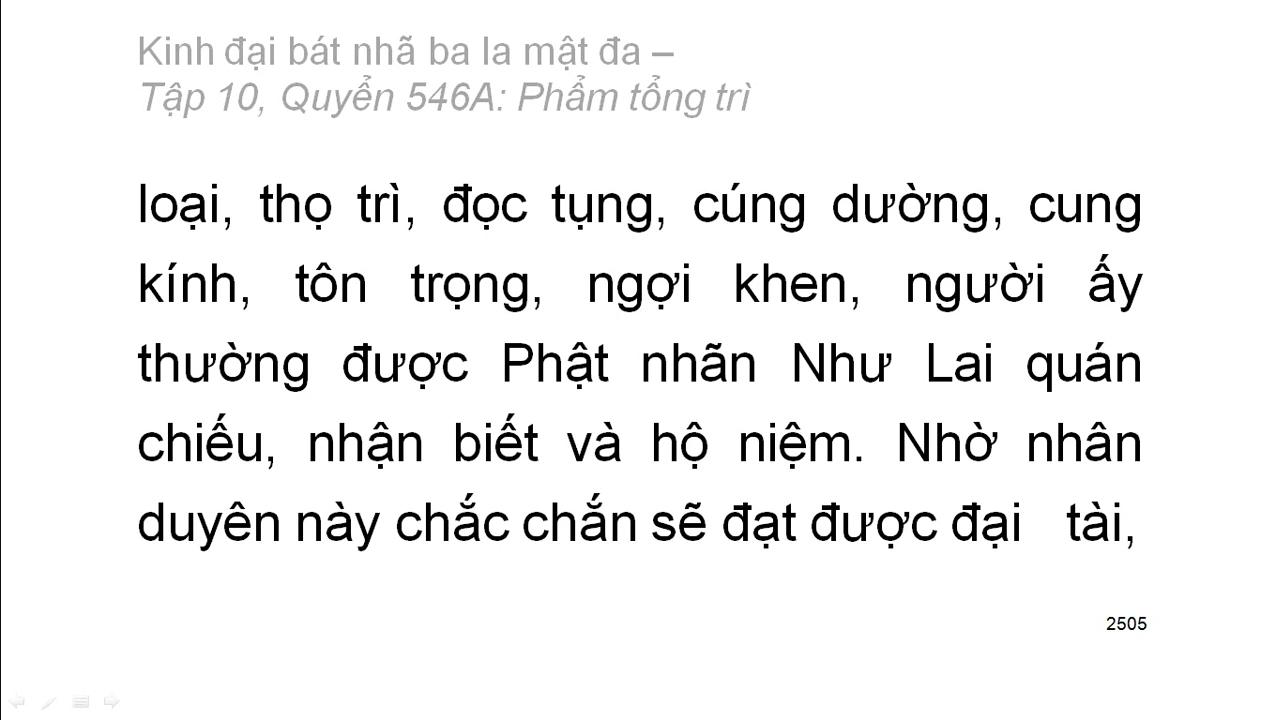 Kinh đại bát nhã ba la mật đa –
Tập 10, Quyển 546A: Phẩm tổng trì
loại, thọ trì, đọc tụng, cúng dường, cung
kính, tôn trọng, ngợi khen, người ấy
thường được Phật nhãn Như Lai quán
chiếu, nhận biết và hộ niệm. Nhờ nhân
duyên này chắc chắn sẽ đạt được đại tài,
2505